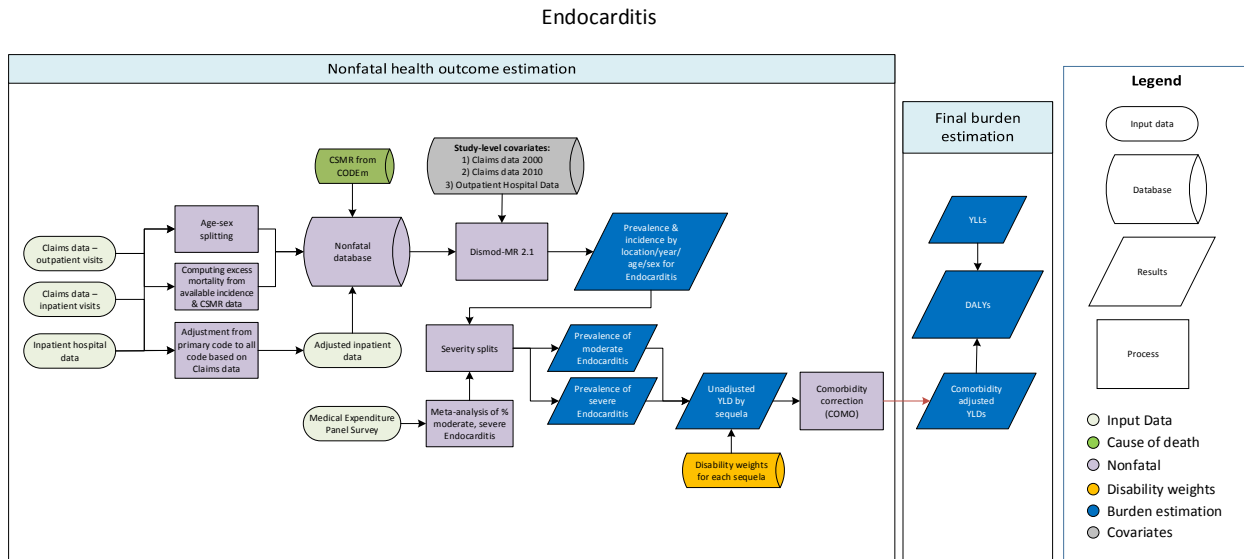 Endocarditis
Nonfatal health outcome estimation
CSMR from
CODEm
Study-level covariates:
1) Claims data 2000
2) Claims data 2010
3) Outpatient Hospital Data
Claims data –
outpatient visits
Claims data –
inpatient visits
Inpatient hospital
data
Age-sex
splitting
Computing excess
mortality from
available incidence
& CSMR data
Adjustment from
primary code to all
code based on
Claims data
Nonfatal
database
Adjusted inpatient
data
Dismod-MR 2.1
Prevalence &
incidence by
location/year/
age/sex for
Endocarditis
Medical Expenditure
Panel Survey
Meta-analysis of %
moderate, severe
Endocarditis
Severity splits
Prevalence of
moderate
Endocarditis
Prevalence of
severe
Endocarditis
Unadjusted
YLD by
sequela
Disability weights
for each sequela
Comorbidity
correction
(COMO)
Final burden
estimation
YLLs
DALYs
Comorbidity
adjusted
YLDs
Legend
Input data
Database
Results
Process
Input Data
Cause of death
Nonfatal
Disability weights
Burden estimation
Covariates